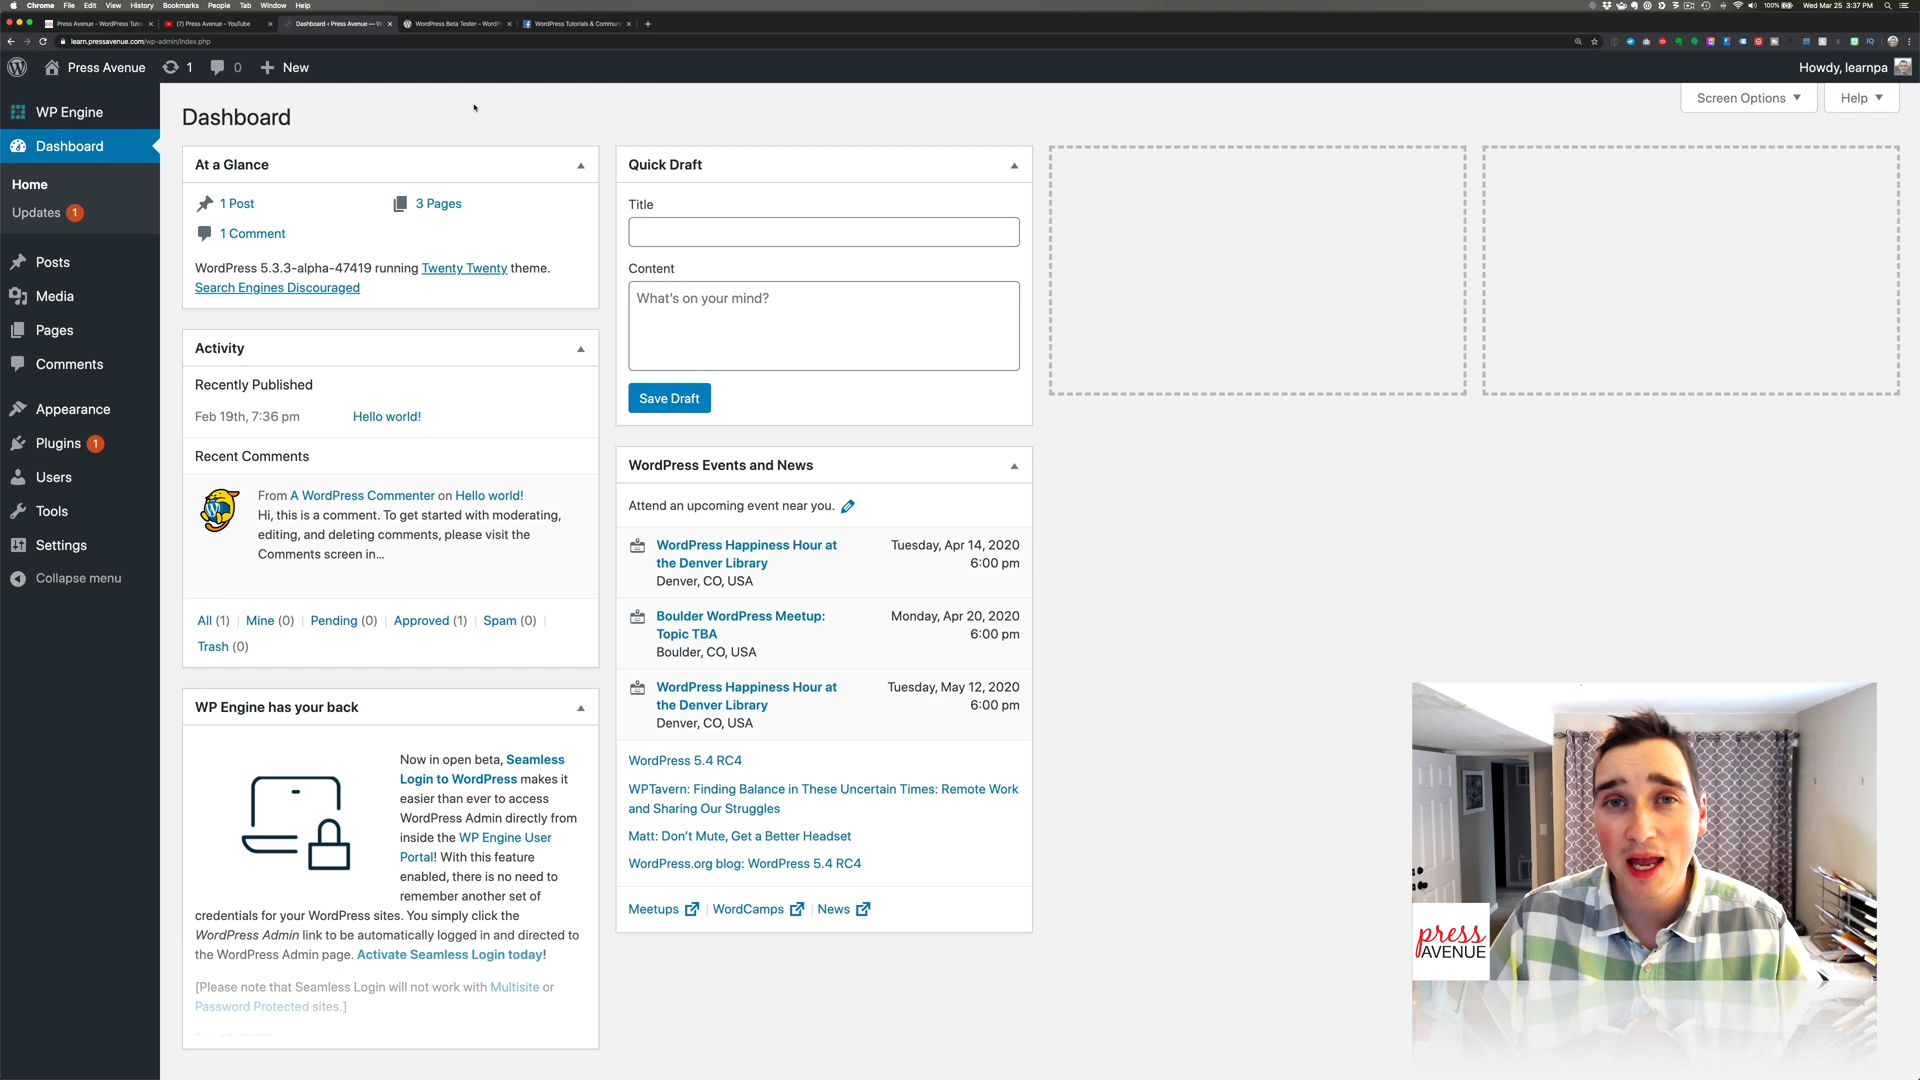 Chrome File Edit View History Bookmarks People Tab Window Help
100% Wed Mar 25 3:37 PM
Press Avenue - WordPress Tuto
(7) Press Avenue - YouTube
Dashboard ‹ Press Avenue — W
WordPress Beta Tester – WordP
WordPress Tutorials & Commun
learn.pressavenue.com/wp-admin/index.php
Press Avenue 1 0 New
Howdy, learnpa
WP Engine
Dashboard
Home
Updates 1
Posts
Media
Pages
Comments
Appearance
Plugins 1
Users
Tools
Settings
Collapse menu
Screen Options
Help
Dashboard
At a Glance
1 Post
3 Pages
1 Comment
WordPress 5.3.3-alpha-47419 running Twenty Twenty theme.
Search Engines Discouraged
Activity
Recently Published
Feb 19th, 7:36 pm Hello world!
Recent Comments
From A WordPress Commenter on Hello world!
Hi, this is a comment. To get started with moderating,
editing, and deleting comments, please visit the
Comments screen in…
All (1) | Mine (0) | Pending (0) | Approved (1) | Spam (0) |
Trash (0)
WP Engine has your back
Now in open beta, Seamless
Login to WordPress makes it
easier than ever to access
WordPress Admin directly from
inside the WP Engine User
Portal! With this feature
enabled, there is no need to
remember another set of
credentials for your WordPress sites. You simply click the
WordPress Admin link to be automatically logged in and directed to
the WordPress Admin page. Activate Seamless Login today!
[Please note that Seamless Login will not work with Multisite or
Password Protected sites.]
Quick Draft
Title
Content
What's on your mind?
Save Draft
WordPress Events and News
Attend an upcoming event near you.
WordPress Happiness Hour at
the Denver Library
Denver, CO, USA
Tuesday, Apr 14, 2020
6:00 pm
Boulder WordPress Meetup:
Topic TBA
Boulder, CO, USA
Monday, Apr 20, 2020
6:00 pm
WordPress Happiness Hour at
the Denver Library
Denver, CO, USA
Tuesday, May 12, 2020
6:00 pm
WordPress 5.4 RC4
WPTavern: Finding Balance in These Uncertain Times: Remote Work
and Sharing Our Struggles
Matt: Don't Mute, Get a Better Headset
WordPress.org blog: WordPress 5.4 RC4
Meetups | WordCamps | News
press
AVENUE